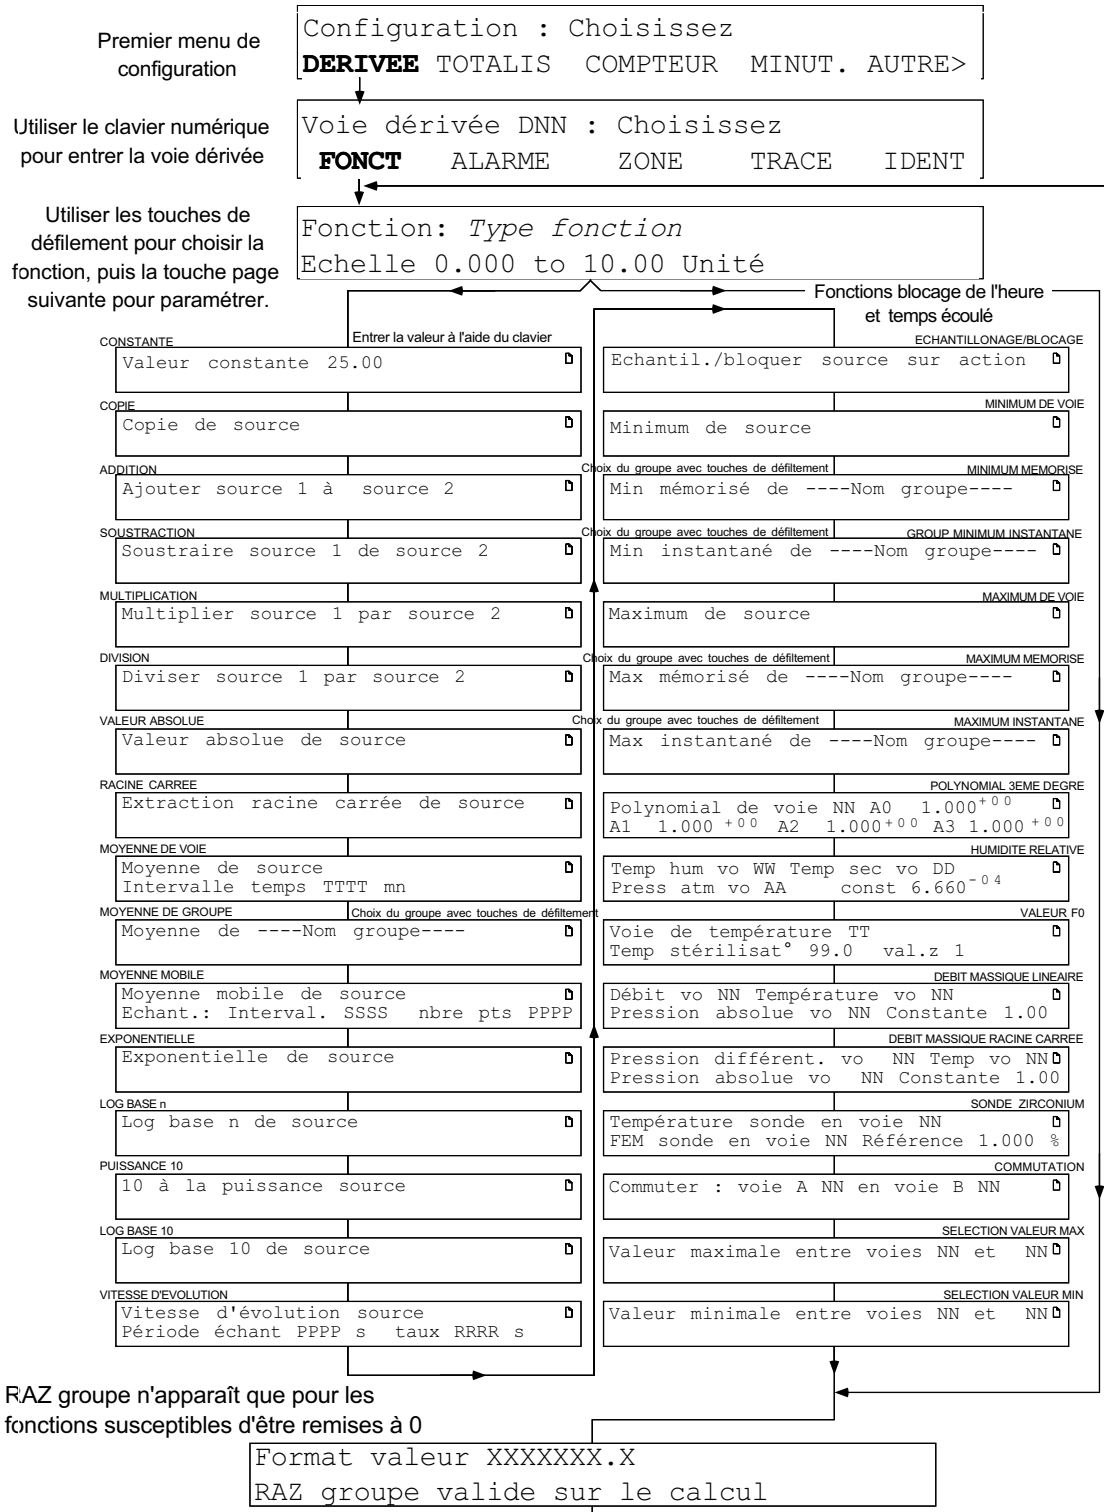 Premier menu de
configuration
Configuration : Choisissez
DERIVEE TOTALIS COMPTEUR MINUT. AUTRE>
Utiliser le clavier numérique
pour entrer la voie dérivée
Voie dérivée DNN : Choisissez
FONCT ALARME ZONE TRACE IDENT
Utiliser les touches de
défilement pour choisir la
fonction, puis la touche page
suivante pour paramétrer.
Fonction: Type fonction
Echelle 0.000 to 10.00 Unité
Fonctions blocage de l'heure
et temps écoulé
CONSTANTE
Entrer la valeur à l'aide du clavier
Valeur constante 25.00
COPIE
Copie de source
ADDITION
Ajouter source 1 à source 2
SOUSTRACTION
Soustraire source 1 de source 2
MULTIPLICATION
Multiplier source 1 par source 2
DIVISION
Diviser source 1 par source 2
VALEUR ABSOLUE
Valeur absolue de source
RACINE CARREE
Extraction racine carrée de source
MOYENNE DE VOIE
Moyenne de source
Intervalle temps TTTT mn
MOYENNE DE GROUPE
Choix du groupe avec touches de défiltement
Moyenne de ----Nom groupe----
MOYENNE MOBILE
Moyenne mobile de source
Echant.: Interval. SSSS nbre pts PPPP
EXPONENTIELLE
Exponentielle de source
LOG BASE n
Log base n de source
PUISSANCE 10
10 à la puissance source
LOG BASE 10
Log base 10 de source
VITESSE D'EVOLUTION
Vitesse d'évolution source
Période échant PPPP s taux RRRR s
ECHANTILLONAGE/BLOCAGE
Echantil./bloquer source sur action
MINIMUM DE VOIE
Minimum de source
Choix du groupe avec touches de défiltement
MINIMUM MEMORISE
Min mémorisé de ----Nom groupe----
Choix du groupe avec touches de défiltement
GROUP MINIMUM INSTANTANE
Min instantané de ----Nom groupe----
MAXIMUM DE VOIE
Maximum de source
Choix du groupe avec touches de défiltement
MAXIMUM MEMORISE
Max mémorisé de ----Nom groupe----
Choix du groupe avec touches de défiltement
MAXIMUM INSTANTANE
Max instantané de ----Nom groupe----
POLYNOMIAL 3EME DEGRE
Polynomial de voie NN A0 1.000+00
A1 1.000 +00 A2 1.000+00 A3 1.000 +00
HUMIDITE RELATIVE
Temp hum vo WW Temp sec vo DD
Press atm vo AA const 6.660-04
VALEUR F0
Voie de température TT
Temp stérilisat° 99.0 val.z 1
DEBIT MASSIQUE LINEAIRE
Débit vo NN Température vo NN
Pression absolue vo NN Constante 1.00
DEBIT MASSIQUE RACINE CARREE
Pression différent. vo NN Temp vo NN
Pression absolue vo NN Constante 1.00
SONDE ZIRCONIUM
Température sonde en voie NN
FEM sonde en voie NN Référence 1.000 %
COMMUTATION
Commuter : voie A NN en voie B NN
SELECTION VALEUR MAX
Valeur maximale entre voies NN et NN
SELECTION VALEUR MIN
Valeur minimale entre voies NN et NN
RAZ groupe n'apparaît que pour les
fonctions susceptibles d'être remises à 0
Format valeur XXXXXXX.X
RAZ groupe valide sur le calcul